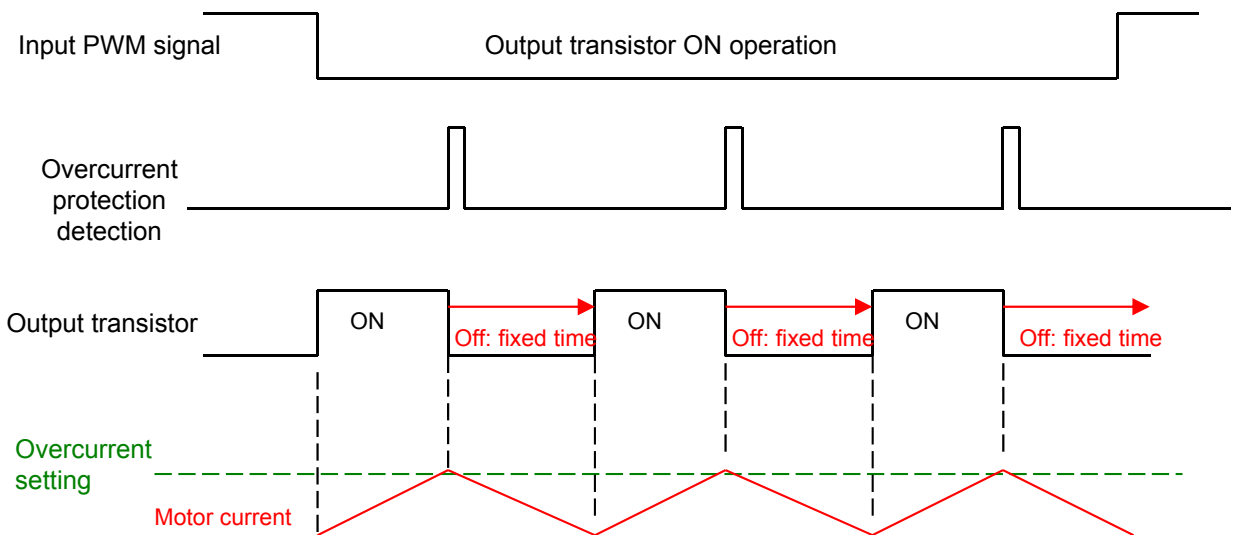 Input PWM signal
Output transistor ON operation
Overcurrent
protection
detection
Output transistor
ON
Off: fixed time
ON
Off: fixed time
ON
Off: fixed time
Overcurrent
setting
Motor current